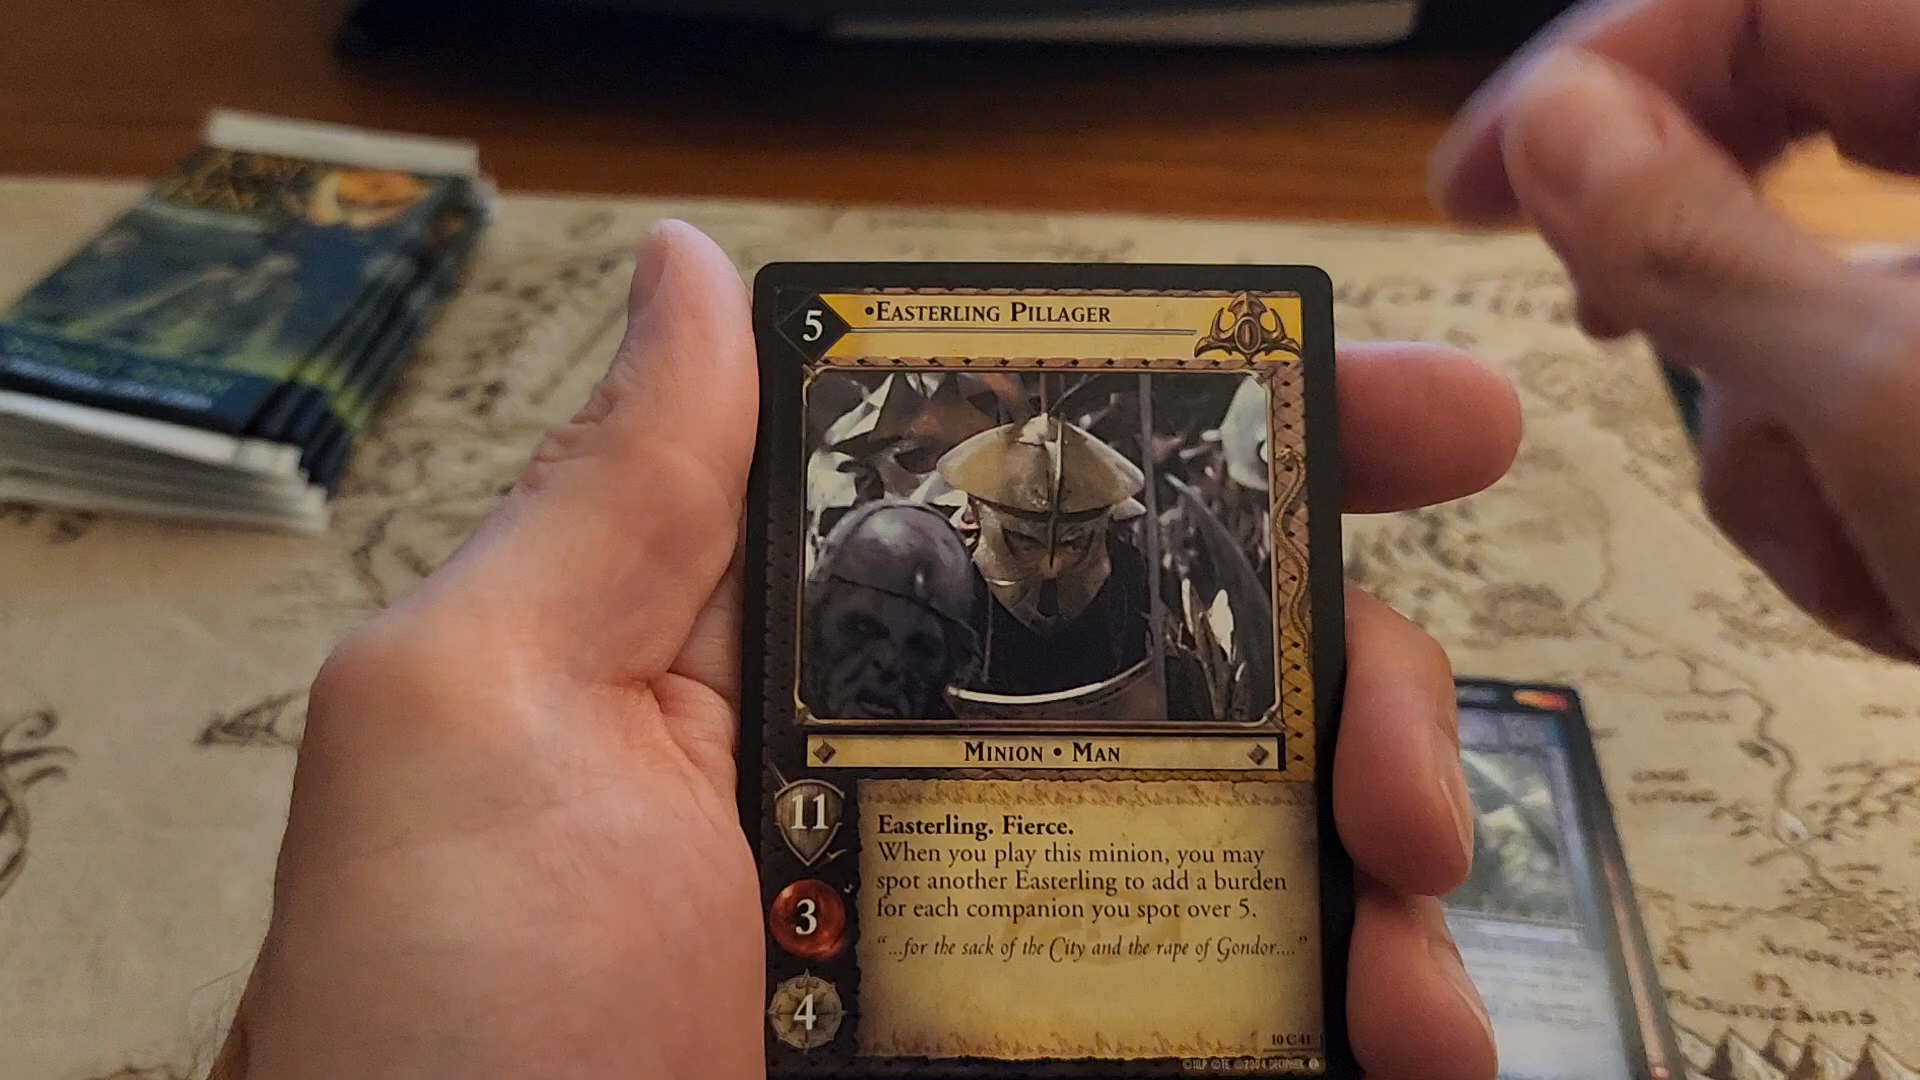 5
•Easterling Pillager
Minion • Man
11
Easterling. Fierce.
When you play this minion, you may
spot another Easterling to add a burden
for each companion you spot over 5.
3
"...for the sack of the City and the rape of Gondor...."
4
10 C 41
mountains